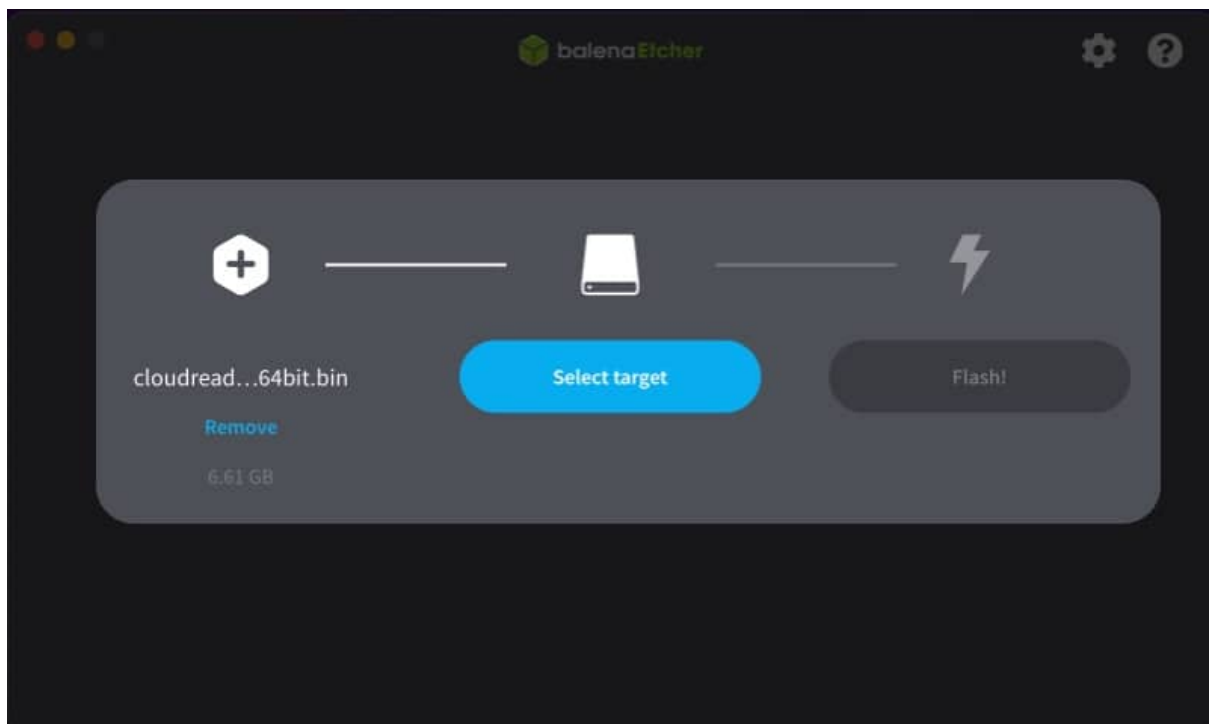 balenaEtcher
cloudread...64bit.bin
Select target
Flash!
Remove
6.61 GB